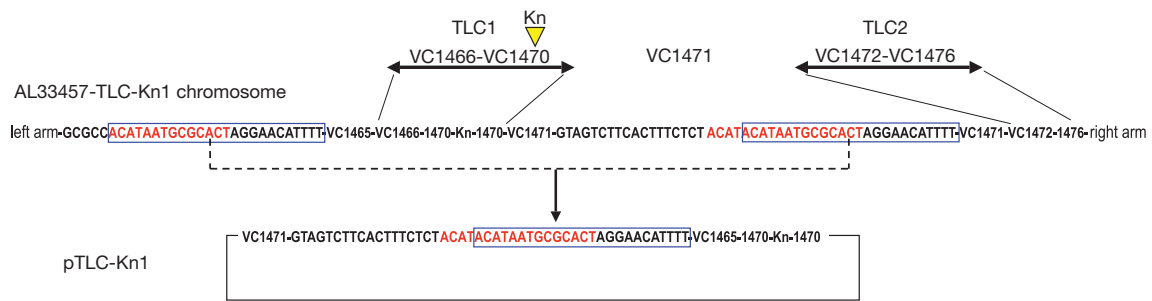 Kn
TLC1 TLC2
VC1466-VC1470 VC1471 VC1472-VC1476
AL33457-TLC-Kn1 chromosome
left arm-GCGCCACATAATGCGCACTAGGAACATTTT-VC1465-VC1466-1470-Kn-1470-VC1471-GTAGTCTTCACTTTCTCT ACATACATAATGCGCACTAGGAACATTTT-VC1471-VC1472-1476-right arm
VC1471-GTAGTCTTCACTTTCTCTACATACATAATGCGCACTAGGAACATTTT-VC1465-1470-Kn-1470
pTLC-Kn1